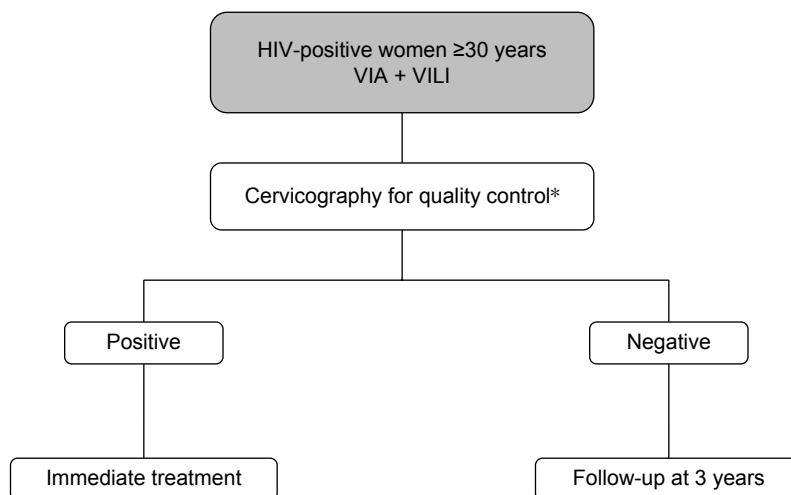 HIV-positive women ≥30 years
VIA + VILI
Cervicography for quality control*
Positive
Negative
Immediate treatment
Follow-up at 3 years